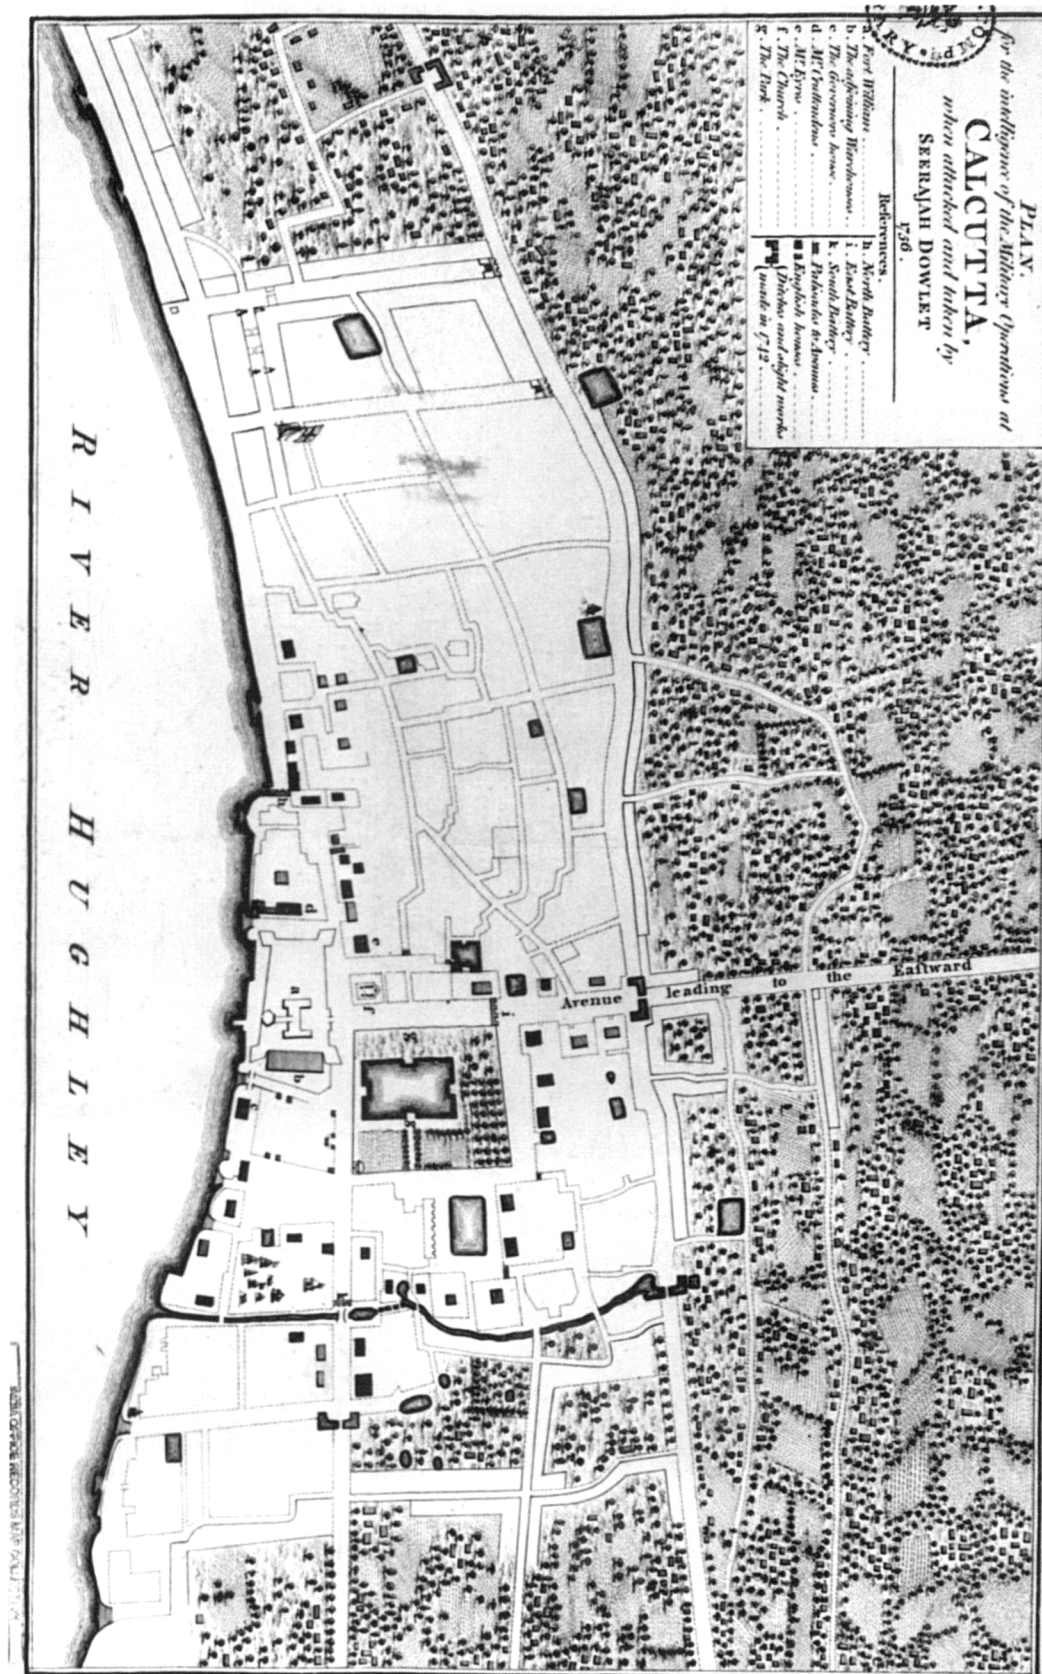 PLAN,
for the intelligence of the Military Operations at
CALCUTTA,
when attacked and taken by
SEERAJAH DOWLET
1756.
References.
a. Fort William
b. The adjoining Warehouses
c. The Governors house
d. Mr. Cruttendens
e. Mr. Eyres
f. The Church
g. The Park
h. North Battery
i. East Battery
k. South Battery
Palisades to Avenues.
English houses
Ditches and slight works
made in 1742
RIVER HUGHLEY
Avenue leading to the Eastward
a
b
c
d
e
f
g
h
i
k